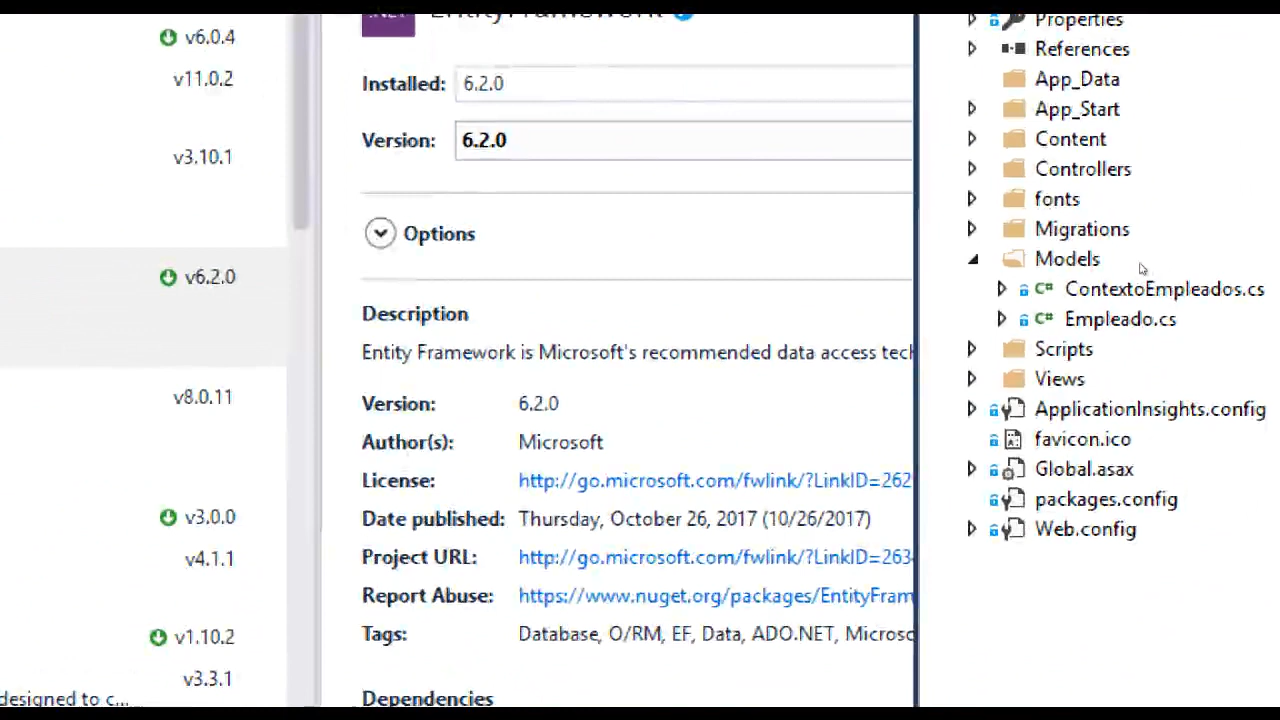 v6.0.4
v11.0.2
v3.10.1
v6.2.0
v8.0.11
v3.0.0
v4.1.1
v1.10.2
v3.3.1
designed to c...
.NET EntityFramework
Installed: 6.2.0
Version: 6.2.0
Options
Description
Entity Framework is Microsoft's recommended data access tech
Version: 6.2.0
Author(s): Microsoft
License: http://go.microsoft.com/fwlink/?LinkID=262
Date published: Thursday, October 26, 2017 (10/26/2017)
Project URL: http://go.microsoft.com/fwlink/?LinkID=263
Report Abuse: https://www.nuget.org/packages/EntityFram
Tags: Database, O/RM, EF, Data, ADO.NET, Microso
Dependencies
Properties
References
App_Data
App_Start
Content
Controllers
fonts
Migrations
Models
C# ContextoEmpleados.cs
C# Empleado.cs
Scripts
Views
ApplicationInsights.config
favicon.ico
Global.asax
packages.config
Web.config